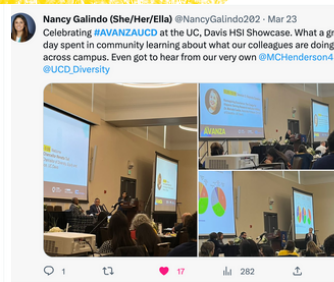 Nancy Galindo (She/Her/Ella) @NancyGalindo202 · Mar 23
Celebrating #AVANZAUCD at the UC, Davis HSI Showcase. What a gr
day spent in community learning about what our colleagues are doing
across campus. Even got to hear from our very own @MCHenderson4
@UCD_Diversity
AVANZA
1
17
282